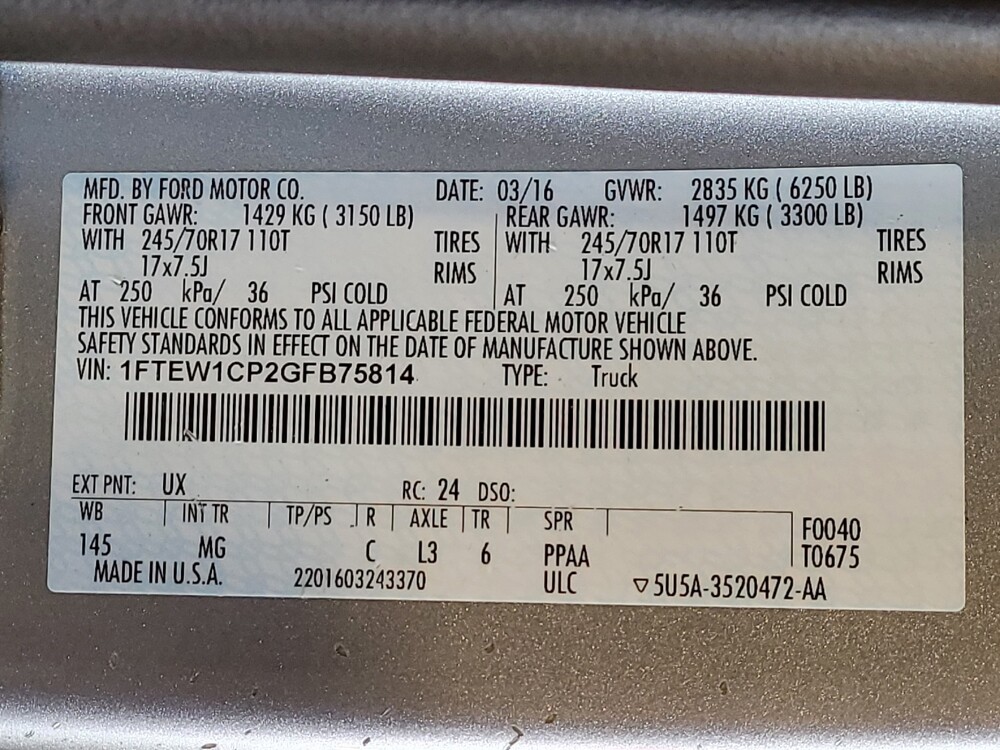 MFD. BY FORD MOTOR CO. DATE: 03/16 GVWR: 2835 KG ( 6250 LB)
FRONT GAWR: 1429 KG ( 3150 LB) REAR GAWR: 1497 KG ( 3300 LB)
WITH 245/70R17 110T TIRES WITH 245/70R17 110T TIRES
17x7.5J RIMS 17x7.5J RIMS
AT 250 kPa/ 36 PSI COLD AT 250 kPa/ 36 PSI COLD
THIS VEHICLE CONFORMS TO ALL APPLICABLE FEDERAL MOTOR VEHICLE
SAFETY STANDARDS IN EFFECT ON THE DATE OF MANUFACTURE SHOWN ABOVE.
VIN: 1FTEW1CP2GFB75814 TYPE: Truck
EXT PNT: UX RC: 24 DSO:
WB INT TR TP/PS R AXLE TR SPR F0040
145 MG C L3 6 PPAA T0675
MADE IN U.S.A. 2201603243370 ULC ▽5U5A-3520472-AA